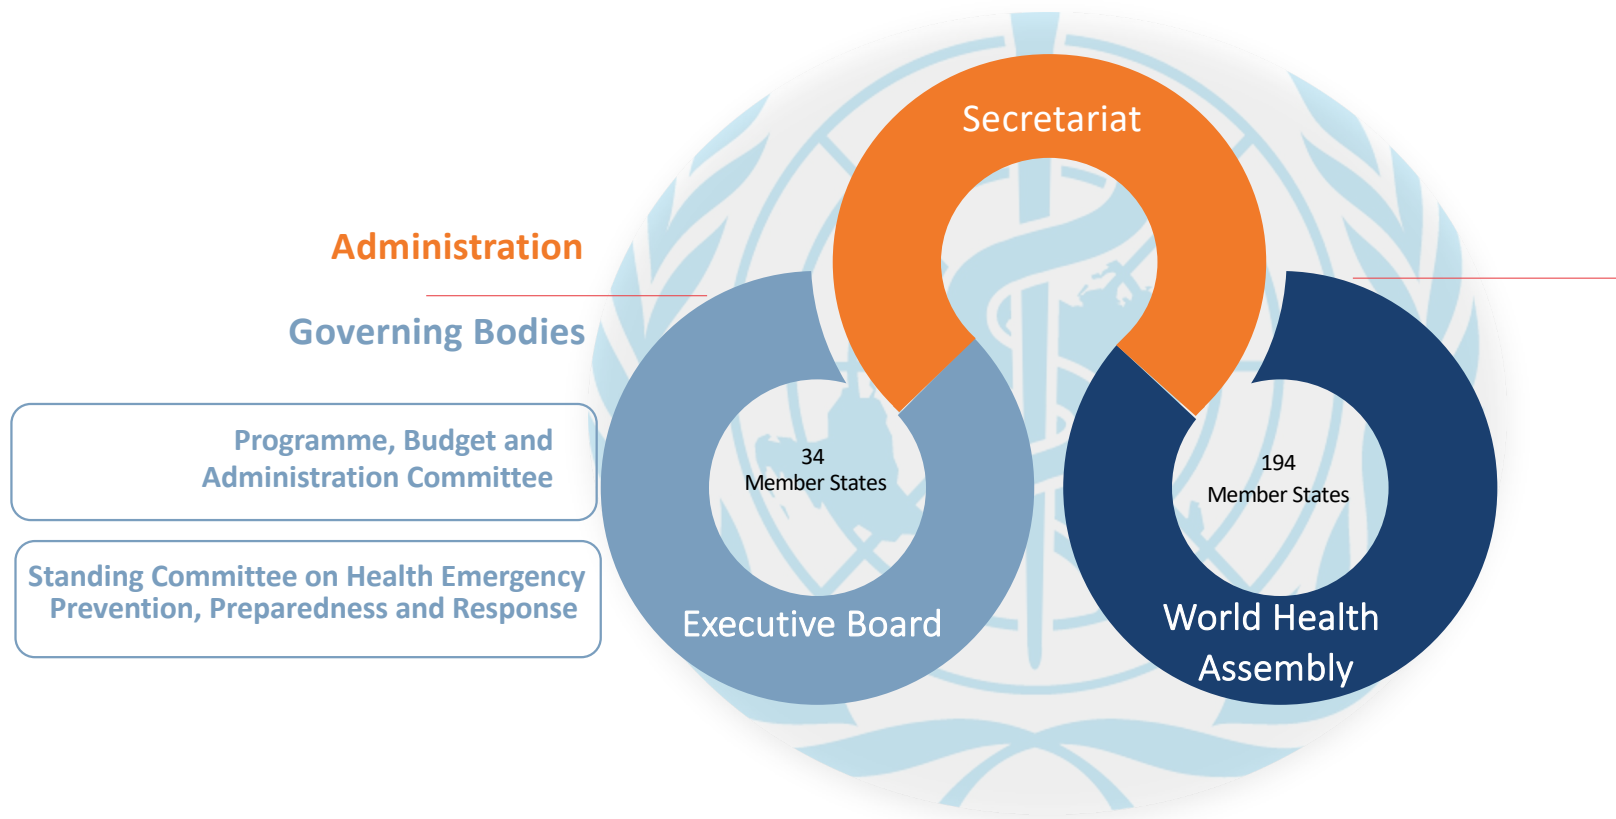 Secretariat
Administration
Governing Bodies
Programme, Budget and
Administration Committee
Standing Committee on Health Emergency
Prevention, Preparedness and Response
34
Member States
Executive Board
194
Member States
World Health
Assembly